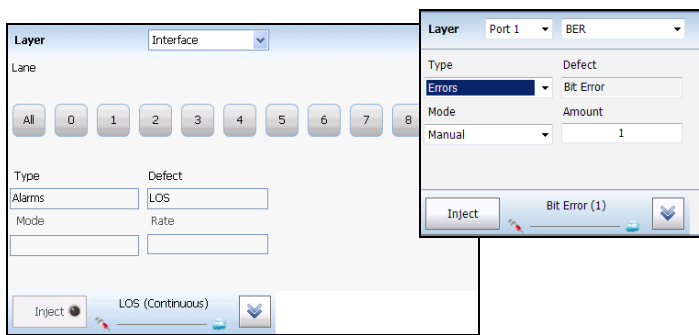 Layer
Interface
Lane
All 0 1 2 3 4 5 6 7 8
Type Defect
Alarms LOS
Mode Rate
Inject LOS (Continuous)
Layer Port 1 BER
Type Defect
Errors Bit Error
Mode Amount
Manual 1
Inject Bit Error (1)